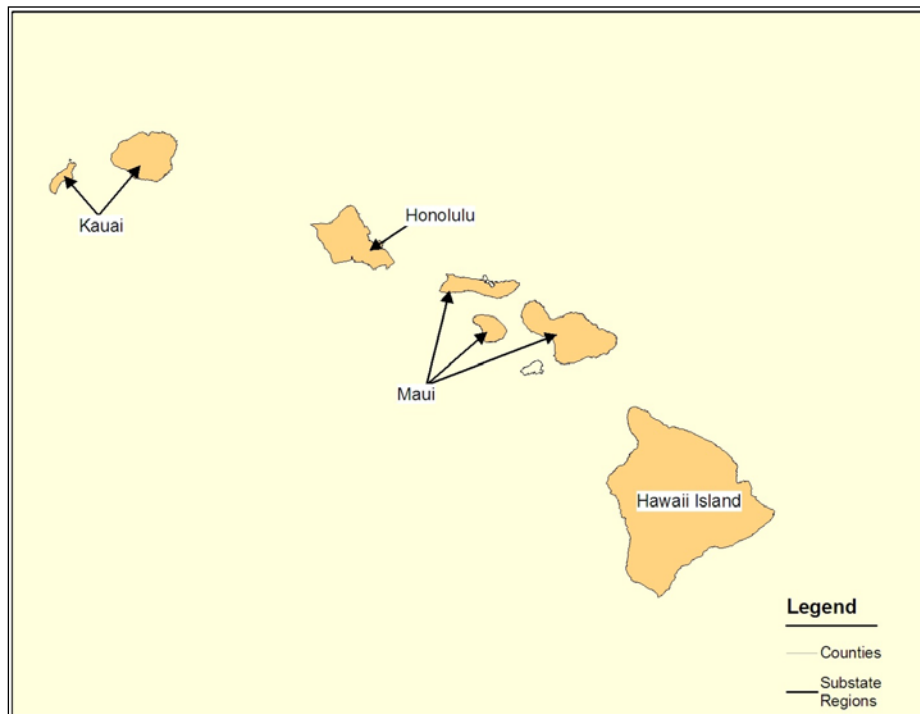 Kauai
Honolulu
Maui
Hawaii Island
Legend
Counties
Substate
Regions